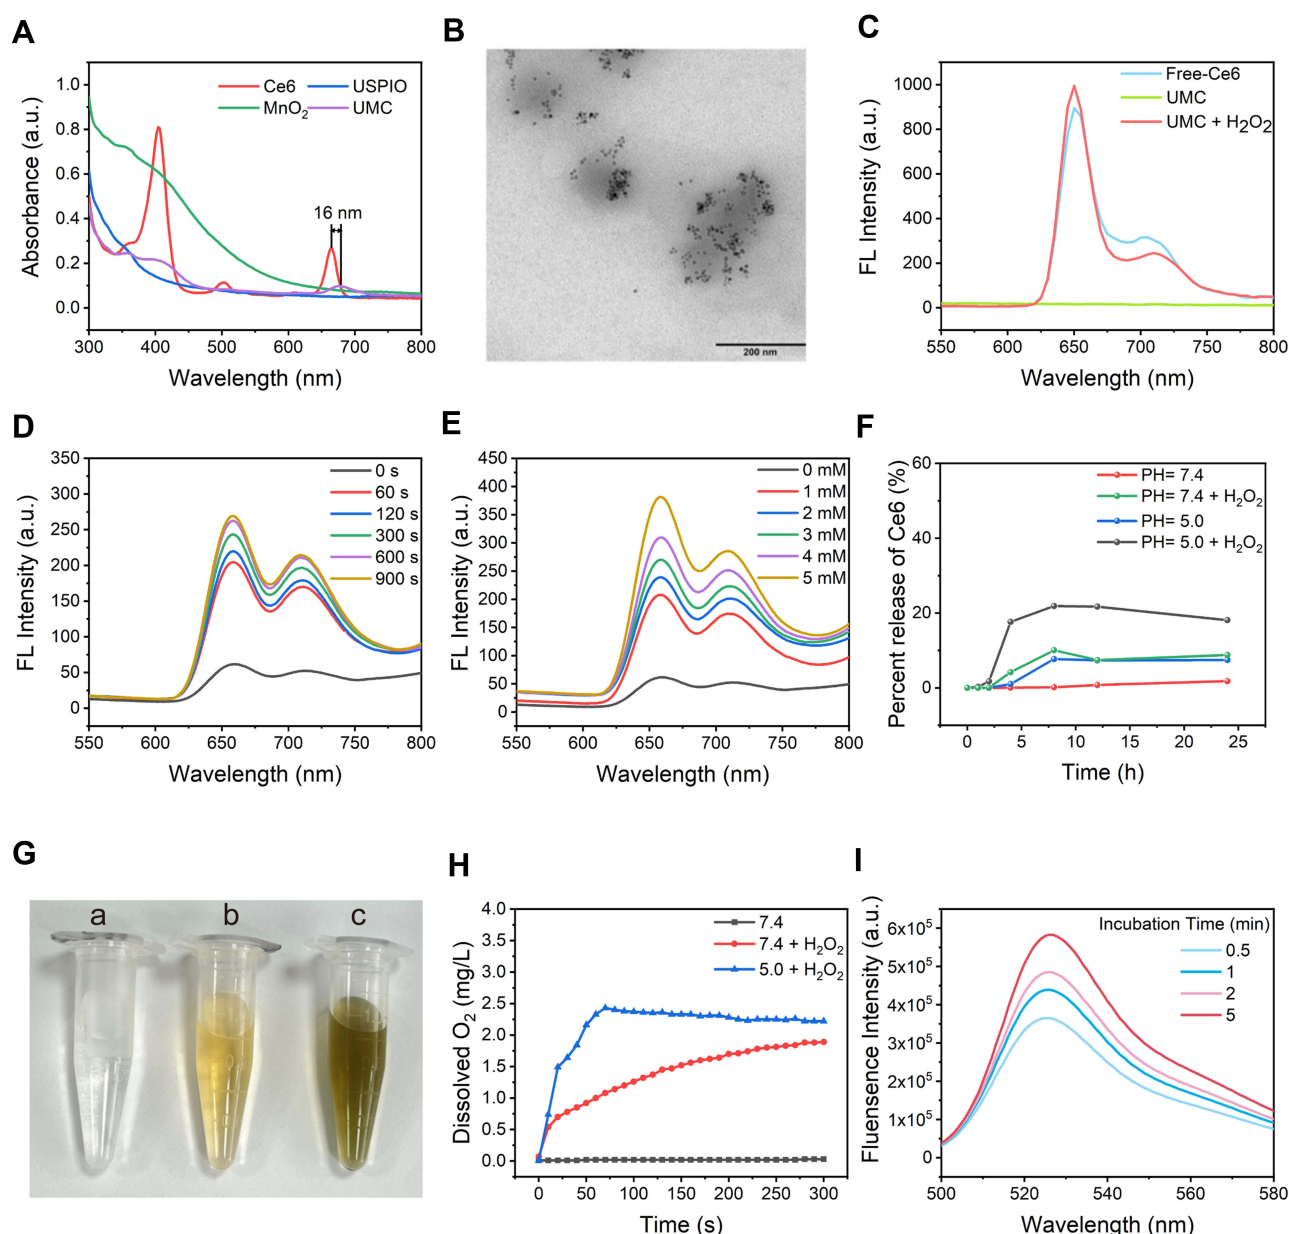 A
Absorbance (a.u.)
1.0
0.8
0.6
0.4
0.2
0.0
Ce6
USPIO
MnO2
UMC
16 nm
300 400 500 600 700 800
Wavelength (nm)
B
200 nm
C
FL Intensity (a.u.)
1000
800
600
400
200
0
Free-Ce6
UMC
UMC + H2O2
550 600 650 700 750 800
Wavelength (nm)
D
FL Intensity (a.u.)
350
300
250
200
150
100
50
0
0 s
60 s
120 s
300 s
600 s
900 s
550 600 650 700 750 800
Wavelength (nm)
E
FL Intensity (a.u.)
450
400
350
300
250
200
150
100
50
0
0 mM
1 mM
2 mM
3 mM
4 mM
5 mM
550 600 650 700 750 800
Wavelength (nm)
F
Percent release of Ce6 (%)
60
40
20
0
PH= 7.4
PH= 7.4 + H2O2
PH= 5.0
PH= 5.0 + H2O2
0 5 10 15 20 25
Time (h)
G
a b c
H
Dissolved O2 (mg/L)
4.0
3.5
3.0
2.5
2.0
1.5
1.0
0.5
0.0
7.4
7.4 + H2O2
5.0 + H2O2
0 50 100 150 200 250 300
Time (s)
I
Fluensence Intensity (a.u.)
6x10^5
5x10^5
4x10^5
3x10^5
2x10^5
1x10^5
0
Incubation Time (min)
0.5
1
2
5
500 520 540 560 580
Wavelength (nm)